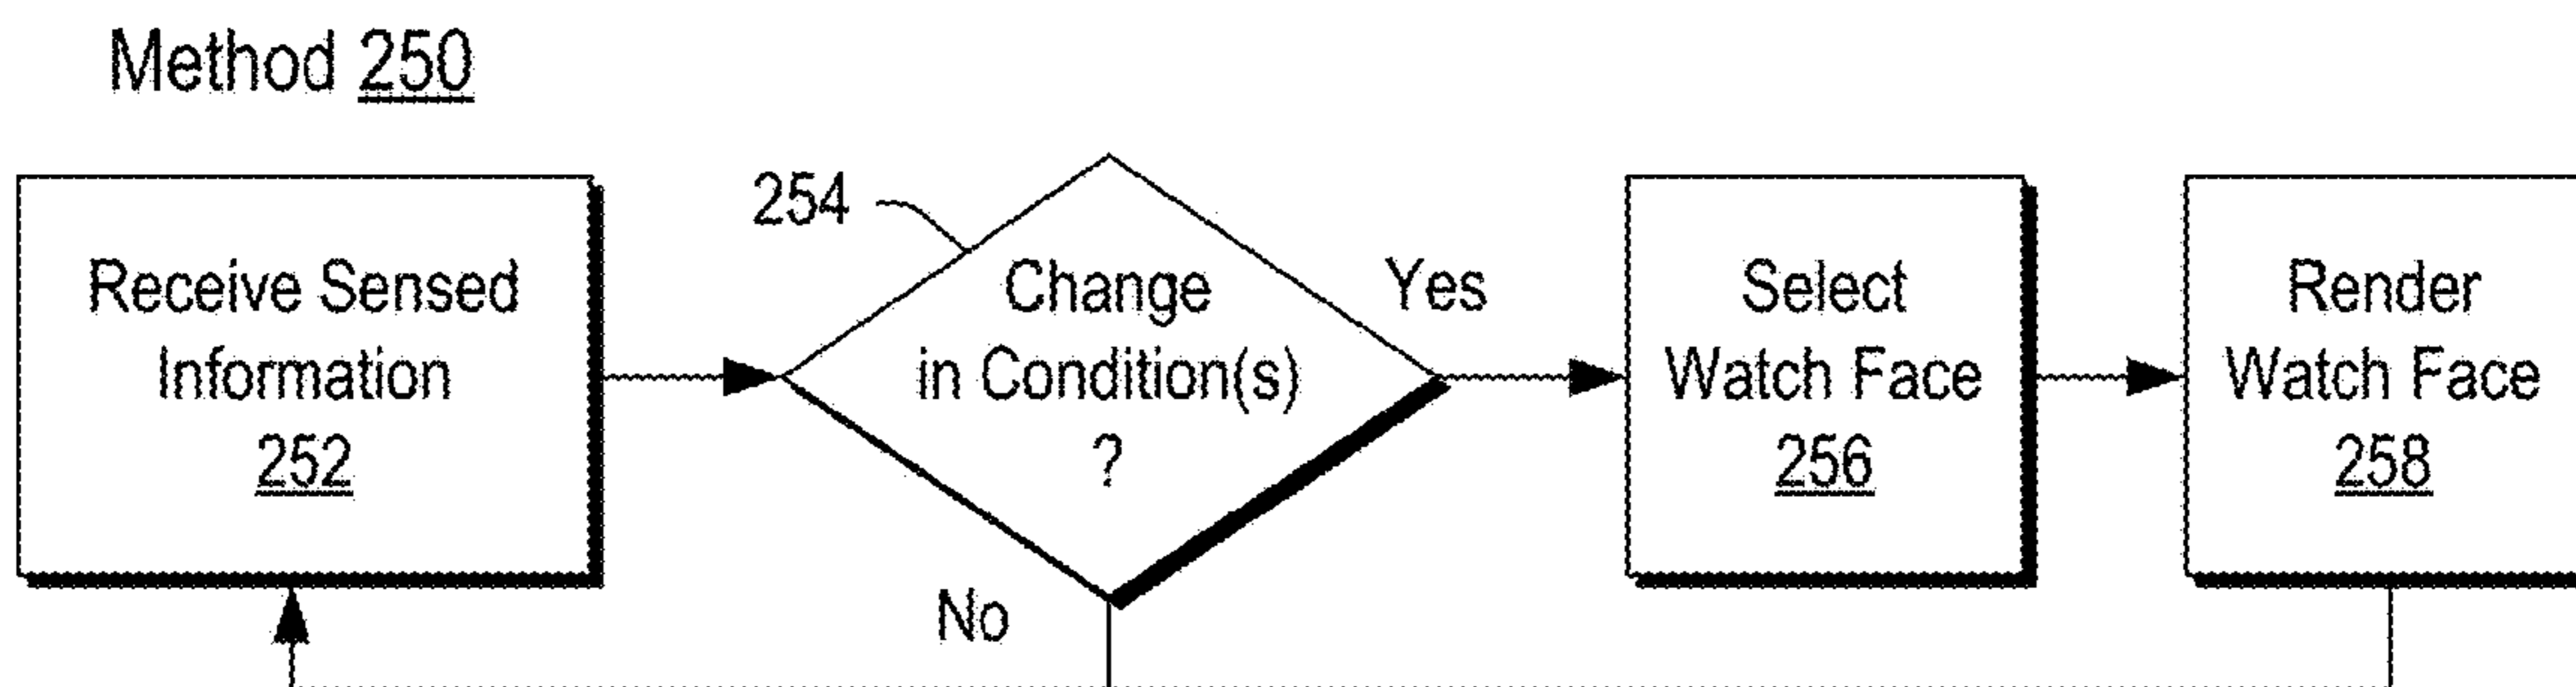 Method 250
Receive Sensed
Information
252
254
Change
in Condition(s)
?
Yes
No
Select
Watch Face
256
Render
Watch Face
258